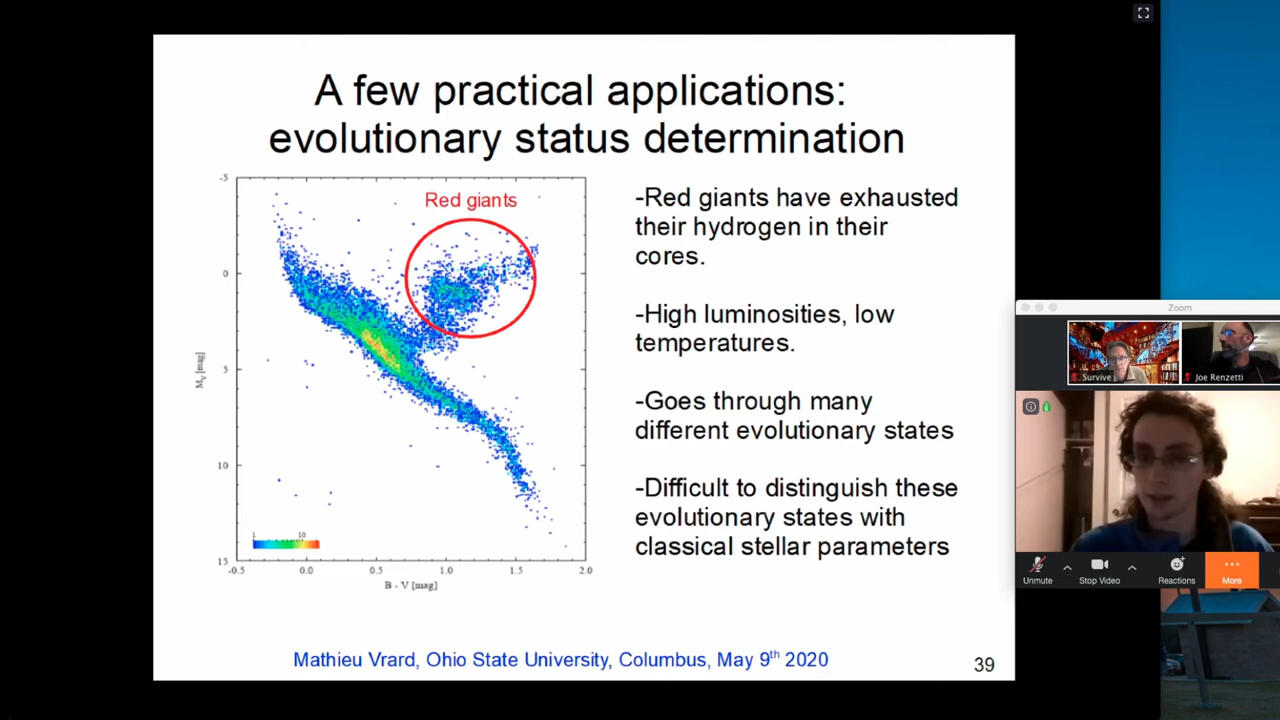 A few practical applications:
evolutionary status determination
Red giants
-5
0
5
10
15
M_V [mag]
1
10
-0.5
0.0
0.5
1.0
1.5
2.0
B - V [mag]
-Red giants have exhausted
their hydrogen in their
cores.
-High luminosities, low
temperatures.
-Goes through many
different evolutionary states
-Difficult to distinguish these
evolutionary states with
classical stellar parameters
Mathieu Vrard, Ohio State University, Columbus, May 9th 2020
39
Zoom
Survive
Joe Renzetti
Unmute
Stop Video
Reactions
More